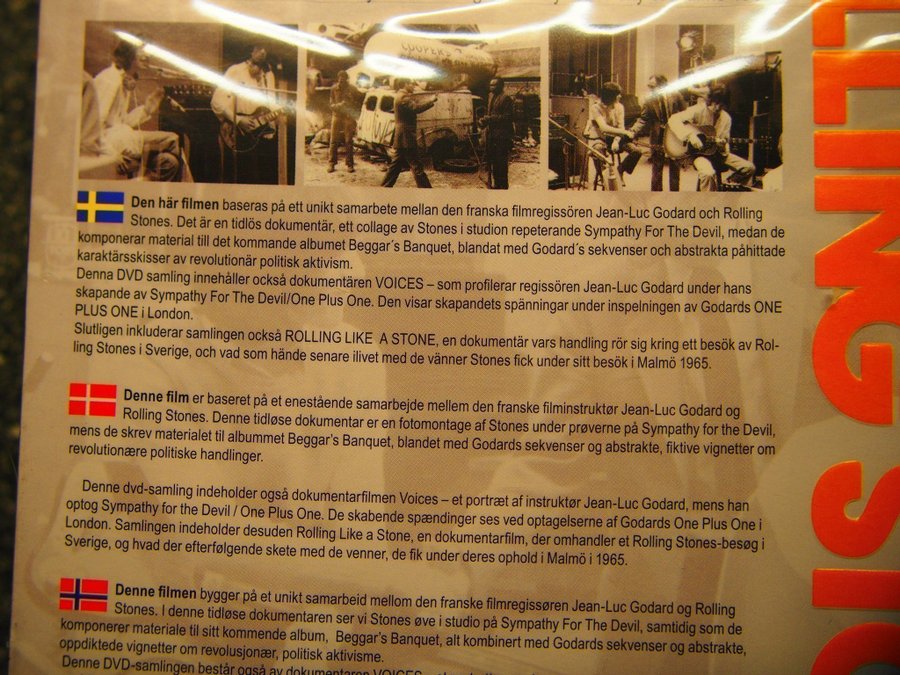 COOPERS
LLING STO
Den här filmen baseras på ett unikt samarbete mellan den franska filmregissören Jean-Luc Godard och Rolling
Stones. Det är en tidlös dokumentär, ett collage av Stones i studion repeterande Sympathy For The Devil, medan de
komponerar material till det kommande albumet Beggar´s Banquet, blandat med Godard´s sekvenser och abstrakta påhittade
karaktärsskisser av revolutionär politisk aktivism.
Denna DVD samling innehåller också dokumentären VOICES – som profilerar regissören Jean-Luc Godard under hans
skapande av Sympathy For The Devil/One Plus One. Den visar skapandets spänningar under inspelningen av Godards ONE
PLUS ONE i London.
Slutligen inkluderar samlingen också ROLLING LIKE A STONE, en dokumentär vars handling rör sig kring ett besök av Rol-
ling Stones i Sverige, och vad som hände senare ilivet med de vänner Stones fick under sitt besök i Malmö 1965.
Denne film er baseret på et enestående samarbejde mellem den franske filminstruktør Jean-Luc Godard og
Rolling Stones. Denne tidløse dokumentar er en fotomontage af Stones under prøverne på Sympathy for the Devil,
mens de skrev materialet til albummet Beggar's Banquet, blandet med Godards sekvenser og abstrakte, fiktive vignetter om
revolutionære politiske handlinger.
Denne dvd-samling indeholder også dokumentarfilmen Voices – et portræt af instruktør Jean-Luc Godard, mens han
optog Sympathy for the Devil / One Plus One. De skabende spændinger ses ved optagelserne af Godards One Plus One i
London. Samlingen indeholder desuden Rolling Like a Stone, en dokumentarfilm, der omhandler et Rolling Stones-besøg i
Sverige, og hvad der efterfølgende skete med de venner, de fik under deres ophold i Malmö i 1965.
Denne filmen bygger på et unikt samarbeid mellom den franske filmregissøren Jean-Luc Godard og Rolling
Stones. I denne tidløse dokumentaren ser vi Stones øve i studio på Sympathy For The Devil, samtidig som de
komponerer materiale til sitt kommende album, Beggar's Banquet, alt kombinert med Godards sekvenser og abstrakte,
oppdiktede vignetter om revolusjonær, politisk aktivisme.
Denne DVD-samlingen består også av dokumentaren VOICES